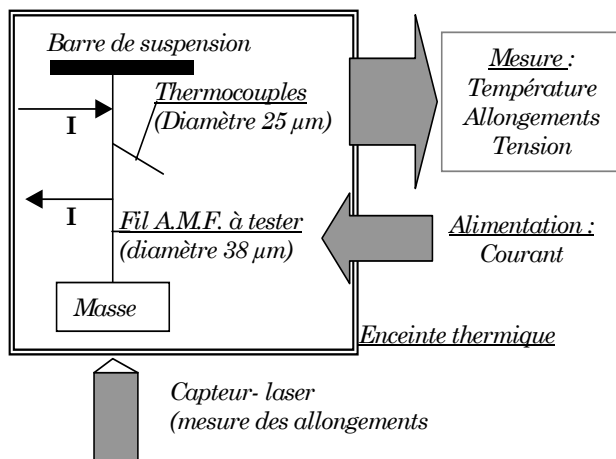 Barre de suspension
Thermocouples
(Diamètre 25 µm)
I
I
Fil A.M.F. à tester
(diamètre 38 µm)
Masse
Mesure :
Température
Allongements
Tension
Alimentation :
Courant
Enceinte thermique
Capteur- laser
(mesure des allongements